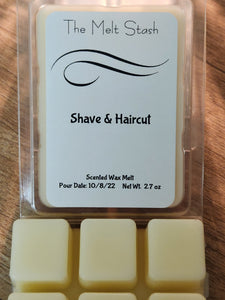 The Melt Stash
Shave & Haircut
Scented Wax Melt
Pour Date: 10/8/22 Net Wt. 2.7 oz